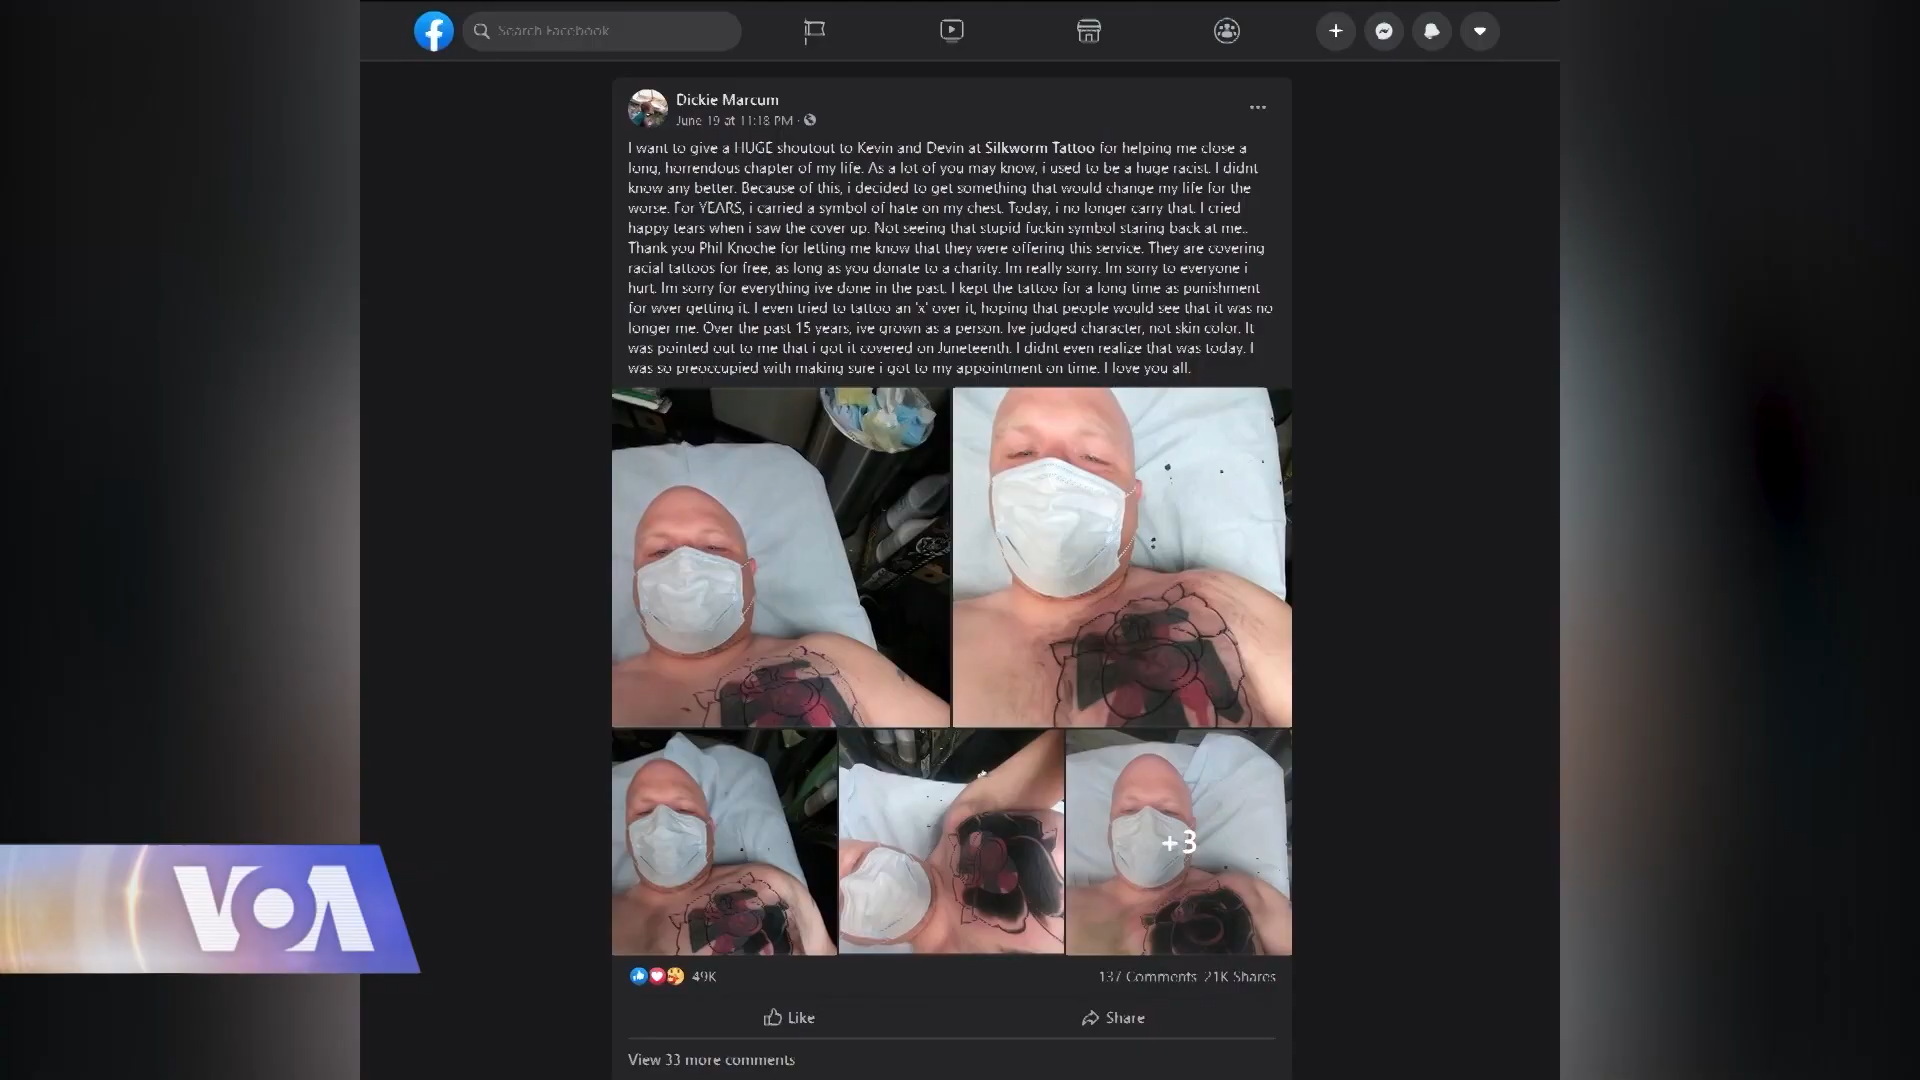 Search Facebook
Dickie Marcum
June 19 at 11:18 PM ·
I want to give a HUGE shoutout to Kevin and Devin at Silkworm Tattoo for helping me close a
long, horrendous chapter of my life. As a lot of you may know, i used to be a huge racist. I didnt
know any better. Because of this, i decided to get something that would change my life for the
worse. For YEARS, i carried a symbol of hate on my chest. Today, i no longer carry that. I cried
happy tears when i saw the cover up. Not seeing that stupid fuckin symbol staring back at me..
Thank you Phil Knoche for letting me know that they were offering this service. They are covering
racial tattoos for free, as long as you donate to a charity. Im really sorry. Im sorry to everyone i
hurt. Im sorry for everything ive done in the past. I kept the tattoo for a long time as punishment
for wver getting it. I even tried to tattoo an 'x' over it, hoping that people would see that it was no
longer me. Over the past 15 years, ive grown as a person. Ive judged character, not skin color. It
was pointed out to me that i got it covered on Juneteenth. I didnt even realize that was today. I
was so preoccupied with making sure i got to my appointment on time. I love you all.
+3
VOA
49K
137 Comments 21K Shares
Like
Share
View 33 more comments